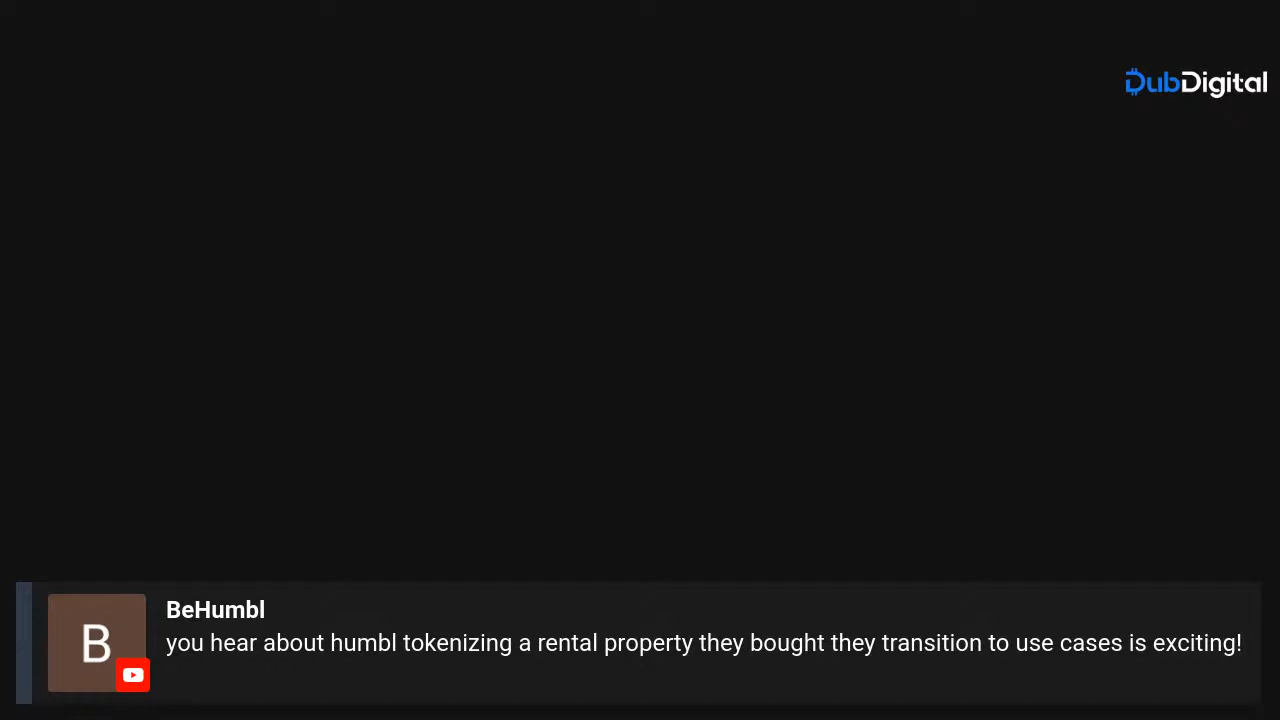 DubDigital
B
BeHumbl
you hear about humbl tokenizing a rental property they bought they transition to use cases is exciting!